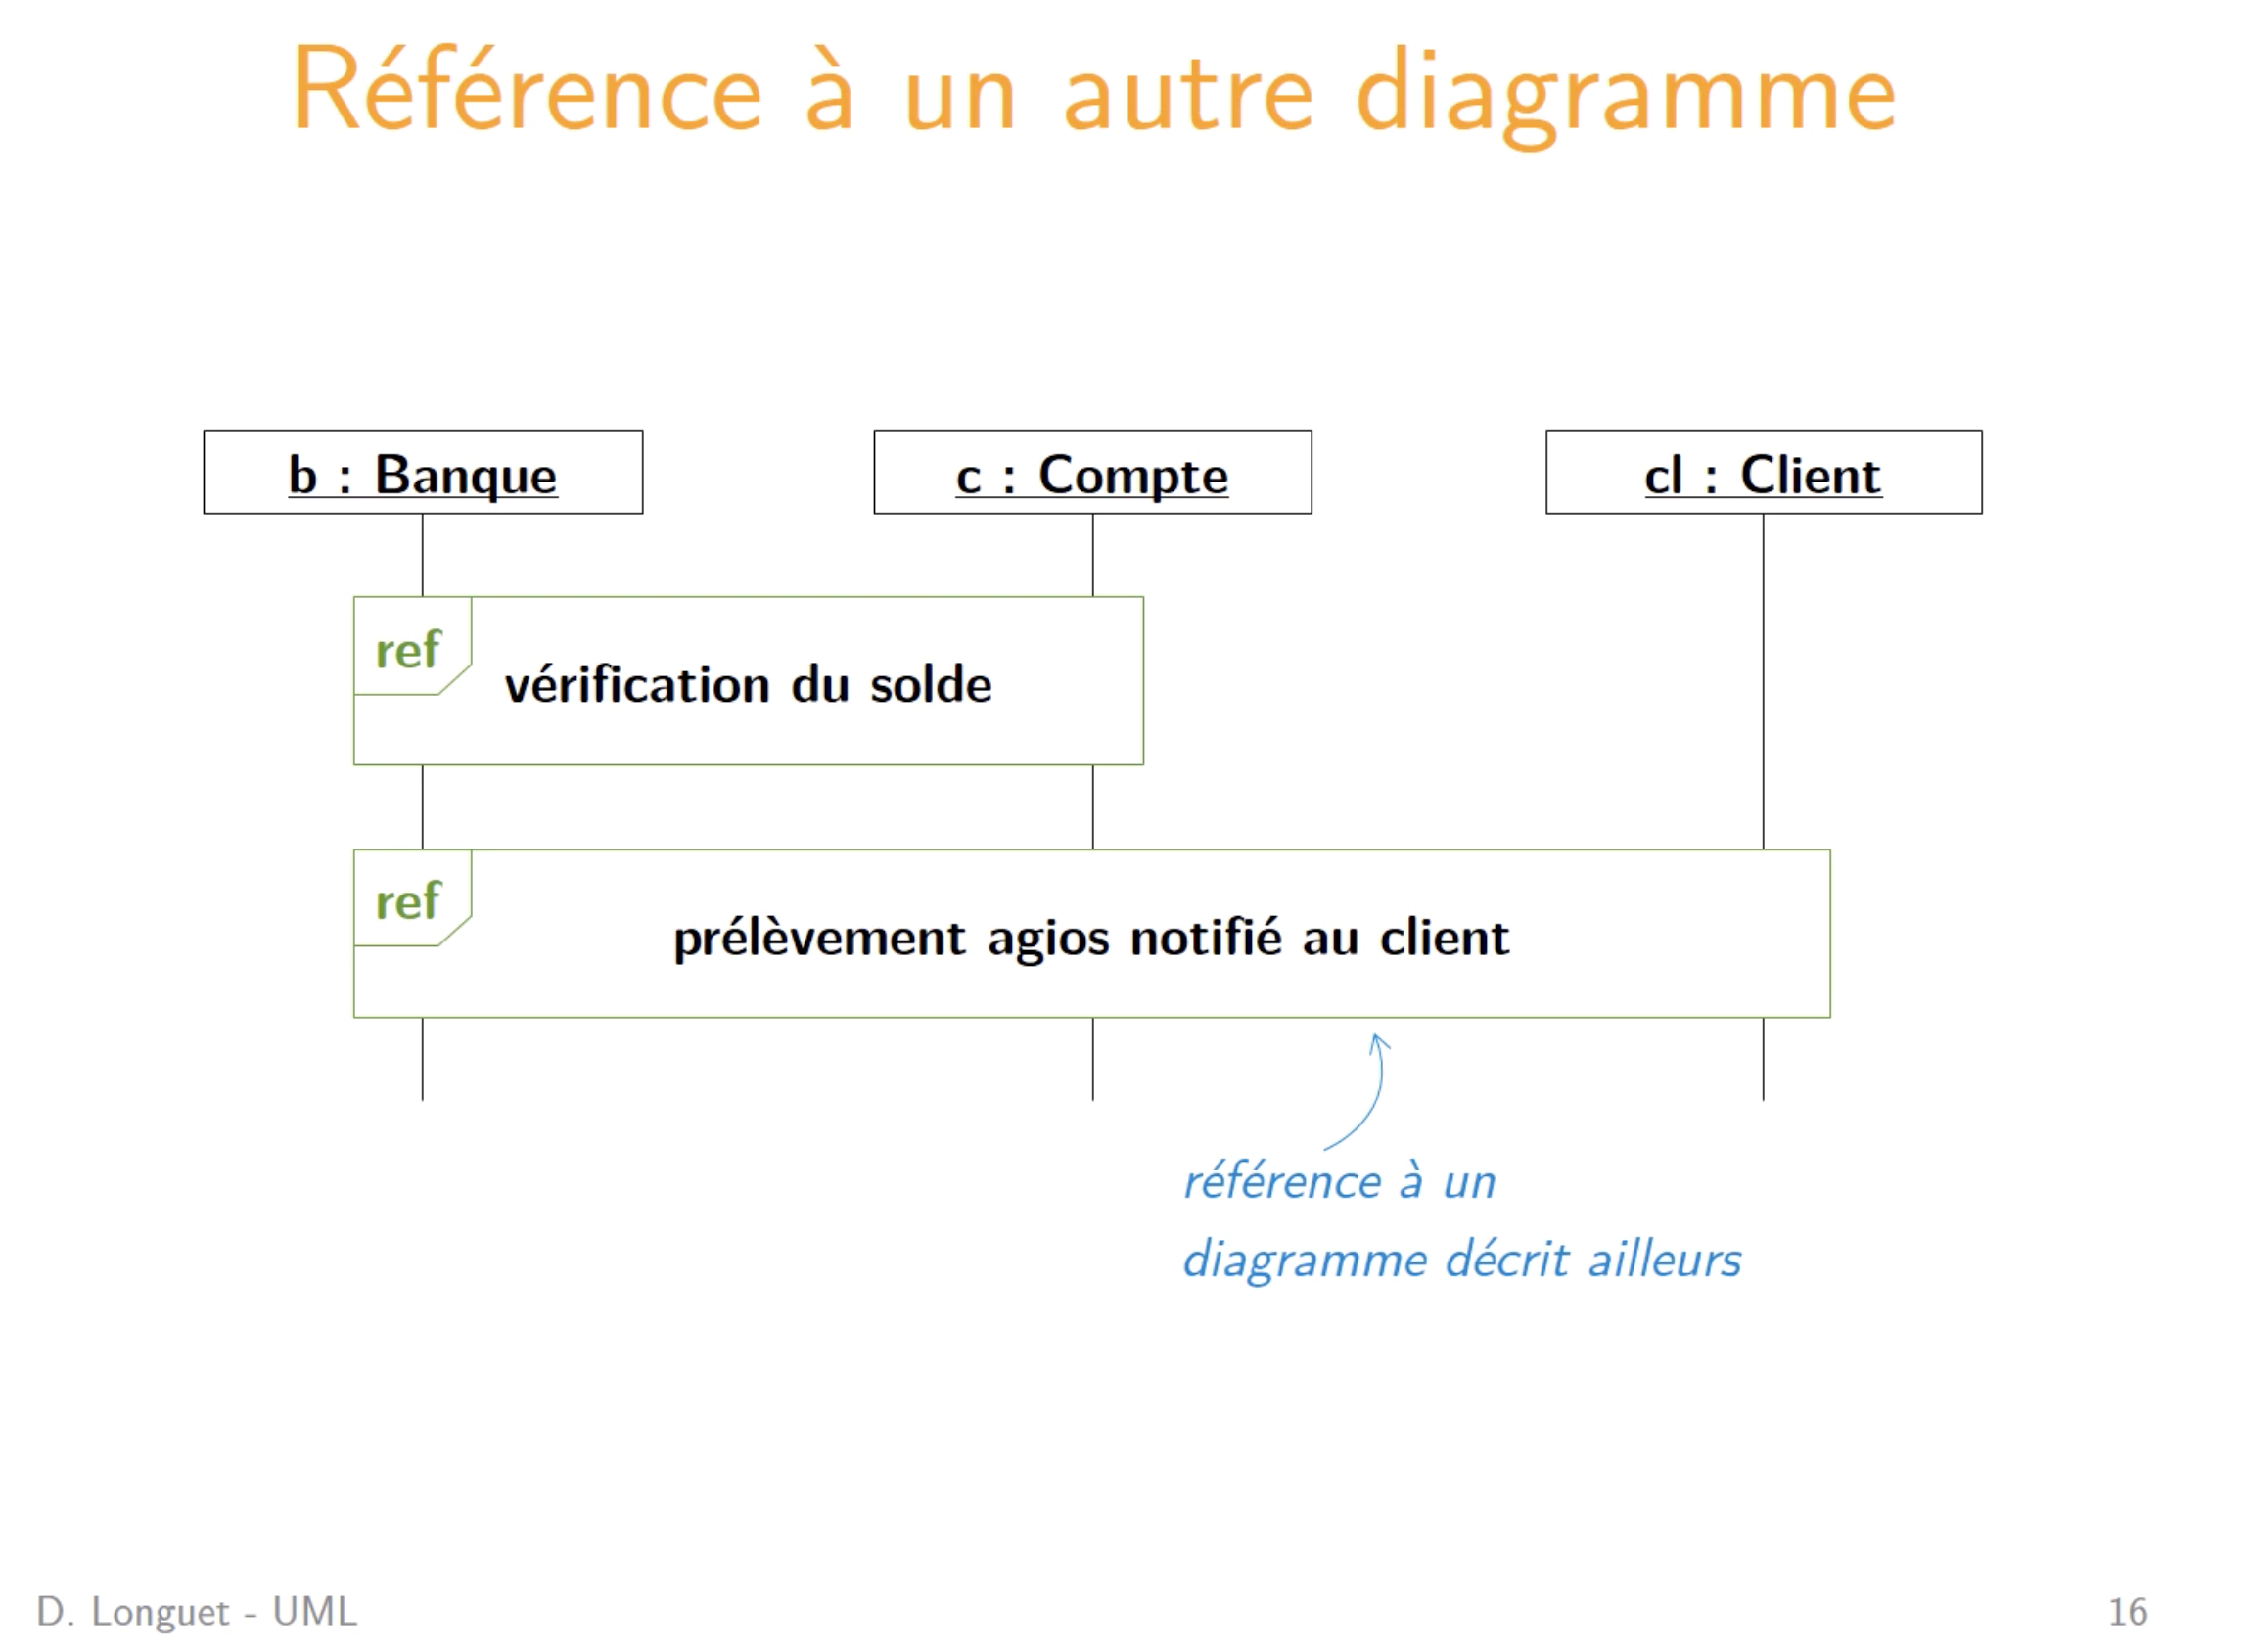 Référence à un autre diagramme
b : Banque
c : Compte
cl : Client
ref
vérification du solde
ref
prélèvement agios notifié au client
référence à un
diagramme décrit ailleurs
D. Longuet - UML
16